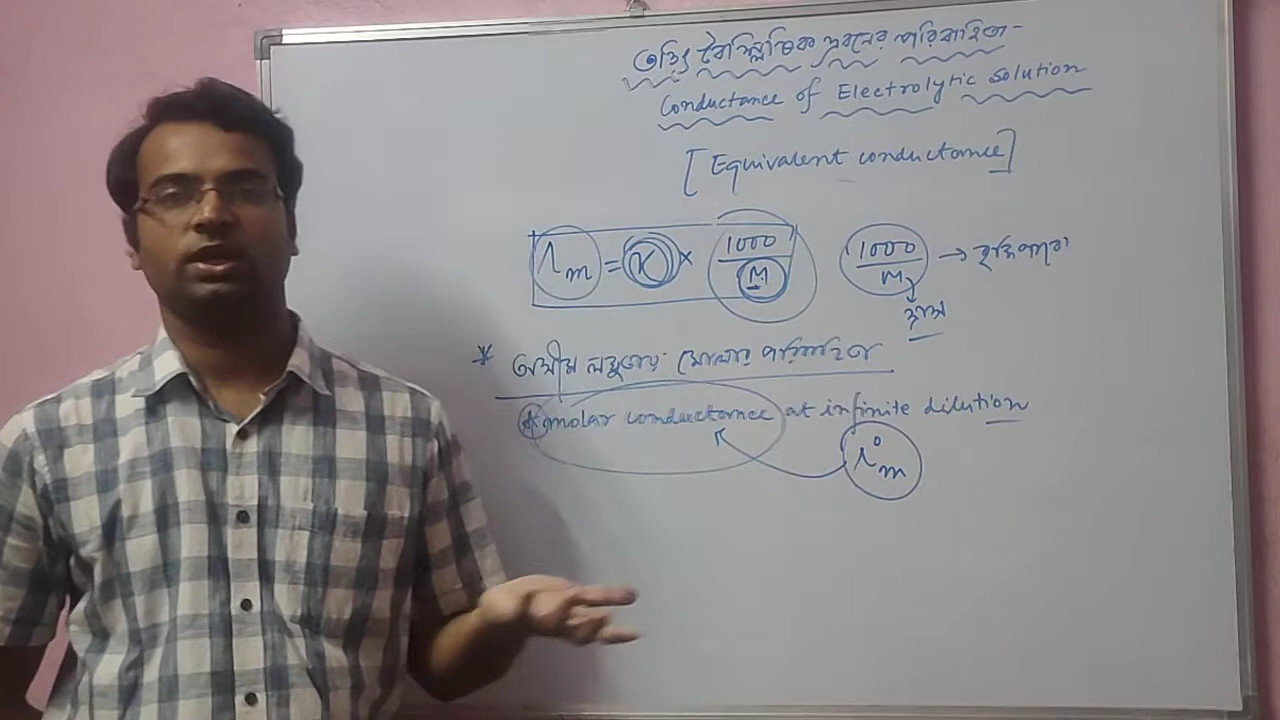 তড়িৎ বৈশ্লেষিক দ্রবনের পরিবাহিতা-
Conductance of Electrolytic Solution
[Equivalent conductance]
Λm = K × 1000/M
1000/M → বৃদ্ধি পাবে
হ্রাস
* অসীম লঘুতায় মোলার পরিবাহিতা
molar conductance at infinite dilution
Λ°m